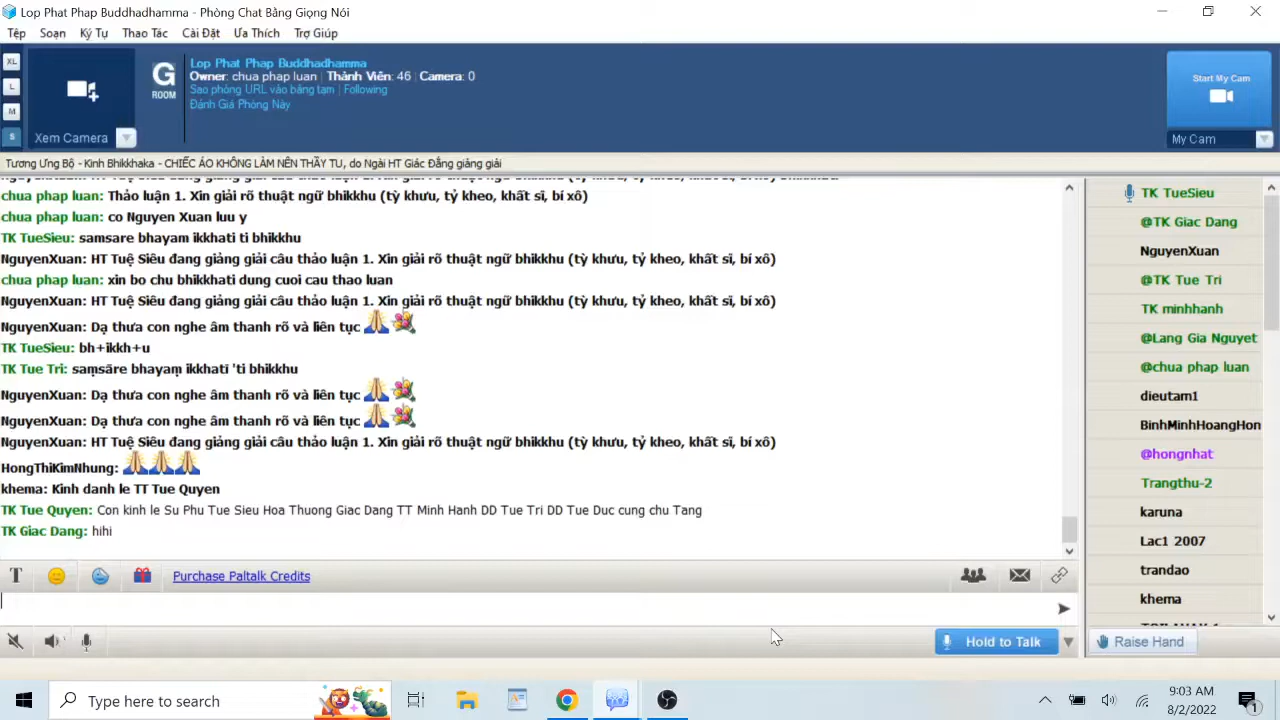 Lop Phat Phap Buddhadhamma - Phòng Chat Bằng Giọng Nói
Tệp Soạn Ký Tự Thao Tác Cài Đặt Ưa Thích Trợ Giúp
XL
L
M
S
Xem Camera
G
ROOM
Lop Phat Phap Buddhadhamma
Owner: chua phap luan | Thành Viên: 46 | Camera: 0
Sao phòng URL vào bảng tạm | Following
Đánh Giá Phòng Này
Start My Cam
My Cam
Tương Ưng Bộ - Kinh Bhikkhaka - CHIẾC ÁO KHÔNG LÀM NÊN THẦY TU, do Ngài HT Giác Đẳng giảng giải
chua phap luan: Thảo luận 1. Xin giải rõ thuật ngữ bhikkhu (tỳ khưu, tỷ kheo, khất sĩ, bí xô)
chua phap luan: co Nguyen Xuan luu y
TK TueSieu: samsare bhayam ikkhati ti bhikkhu
NguyenXuan: HT Tuệ Siêu đang giảng giải câu thảo luận 1. Xin giải rõ thuật ngữ bhikkhu (tỳ khưu, tỷ kheo, khất sĩ, bí xô)
chua phap luan: xin bo chu bhikkhati dung cuoi cau thao luan
NguyenXuan: HT Tuệ Siêu đang giảng giải câu thảo luận 1. Xin giải rõ thuật ngữ bhikkhu (tỳ khưu, tỷ kheo, khất sĩ, bí xô)
NguyenXuan: Dạ thưa con nghe âm thanh rõ và liên tục
TK TueSieu: bh+ikkh+u
TK Tue Tri: saṃsāre bhayaṃ ikkhatī 'ti bhikkhu
NguyenXuan: Dạ thưa con nghe âm thanh rõ và liên tục
NguyenXuan: Dạ thưa con nghe âm thanh rõ và liên tục
NguyenXuan: HT Tuệ Siêu đang giảng giải câu thảo luận 1. Xin giải rõ thuật ngữ bhikkhu (tỳ khưu, tỷ kheo, khất sĩ, bí xô)
HongThiKimNhung:
khema: Kinh danh le TT Tue Quyen
TK Tue Quyen: Con kinh le Su Phu Tue Sieu Hoa Thuong Giac Dang TT Minh Hanh DD Tue Tri DD Tue Duc cung chu Tang
TK Giac Dang: hihi
TK TueSieu
@TK Giac Dang
NguyenXuan
@TK Tue Tri
TK minhhanh
@Lang Gia Nguyet
@chua phap luan
dieutam1
BinhMinhHoangHon
@hongnhat
Trangthu-2
karuna
Lac1 2007
trandao
khema
T Purchase Paltalk Credits
Hold to Talk
Raise Hand
Type here to search
9:03 AM
8/2/2022
1